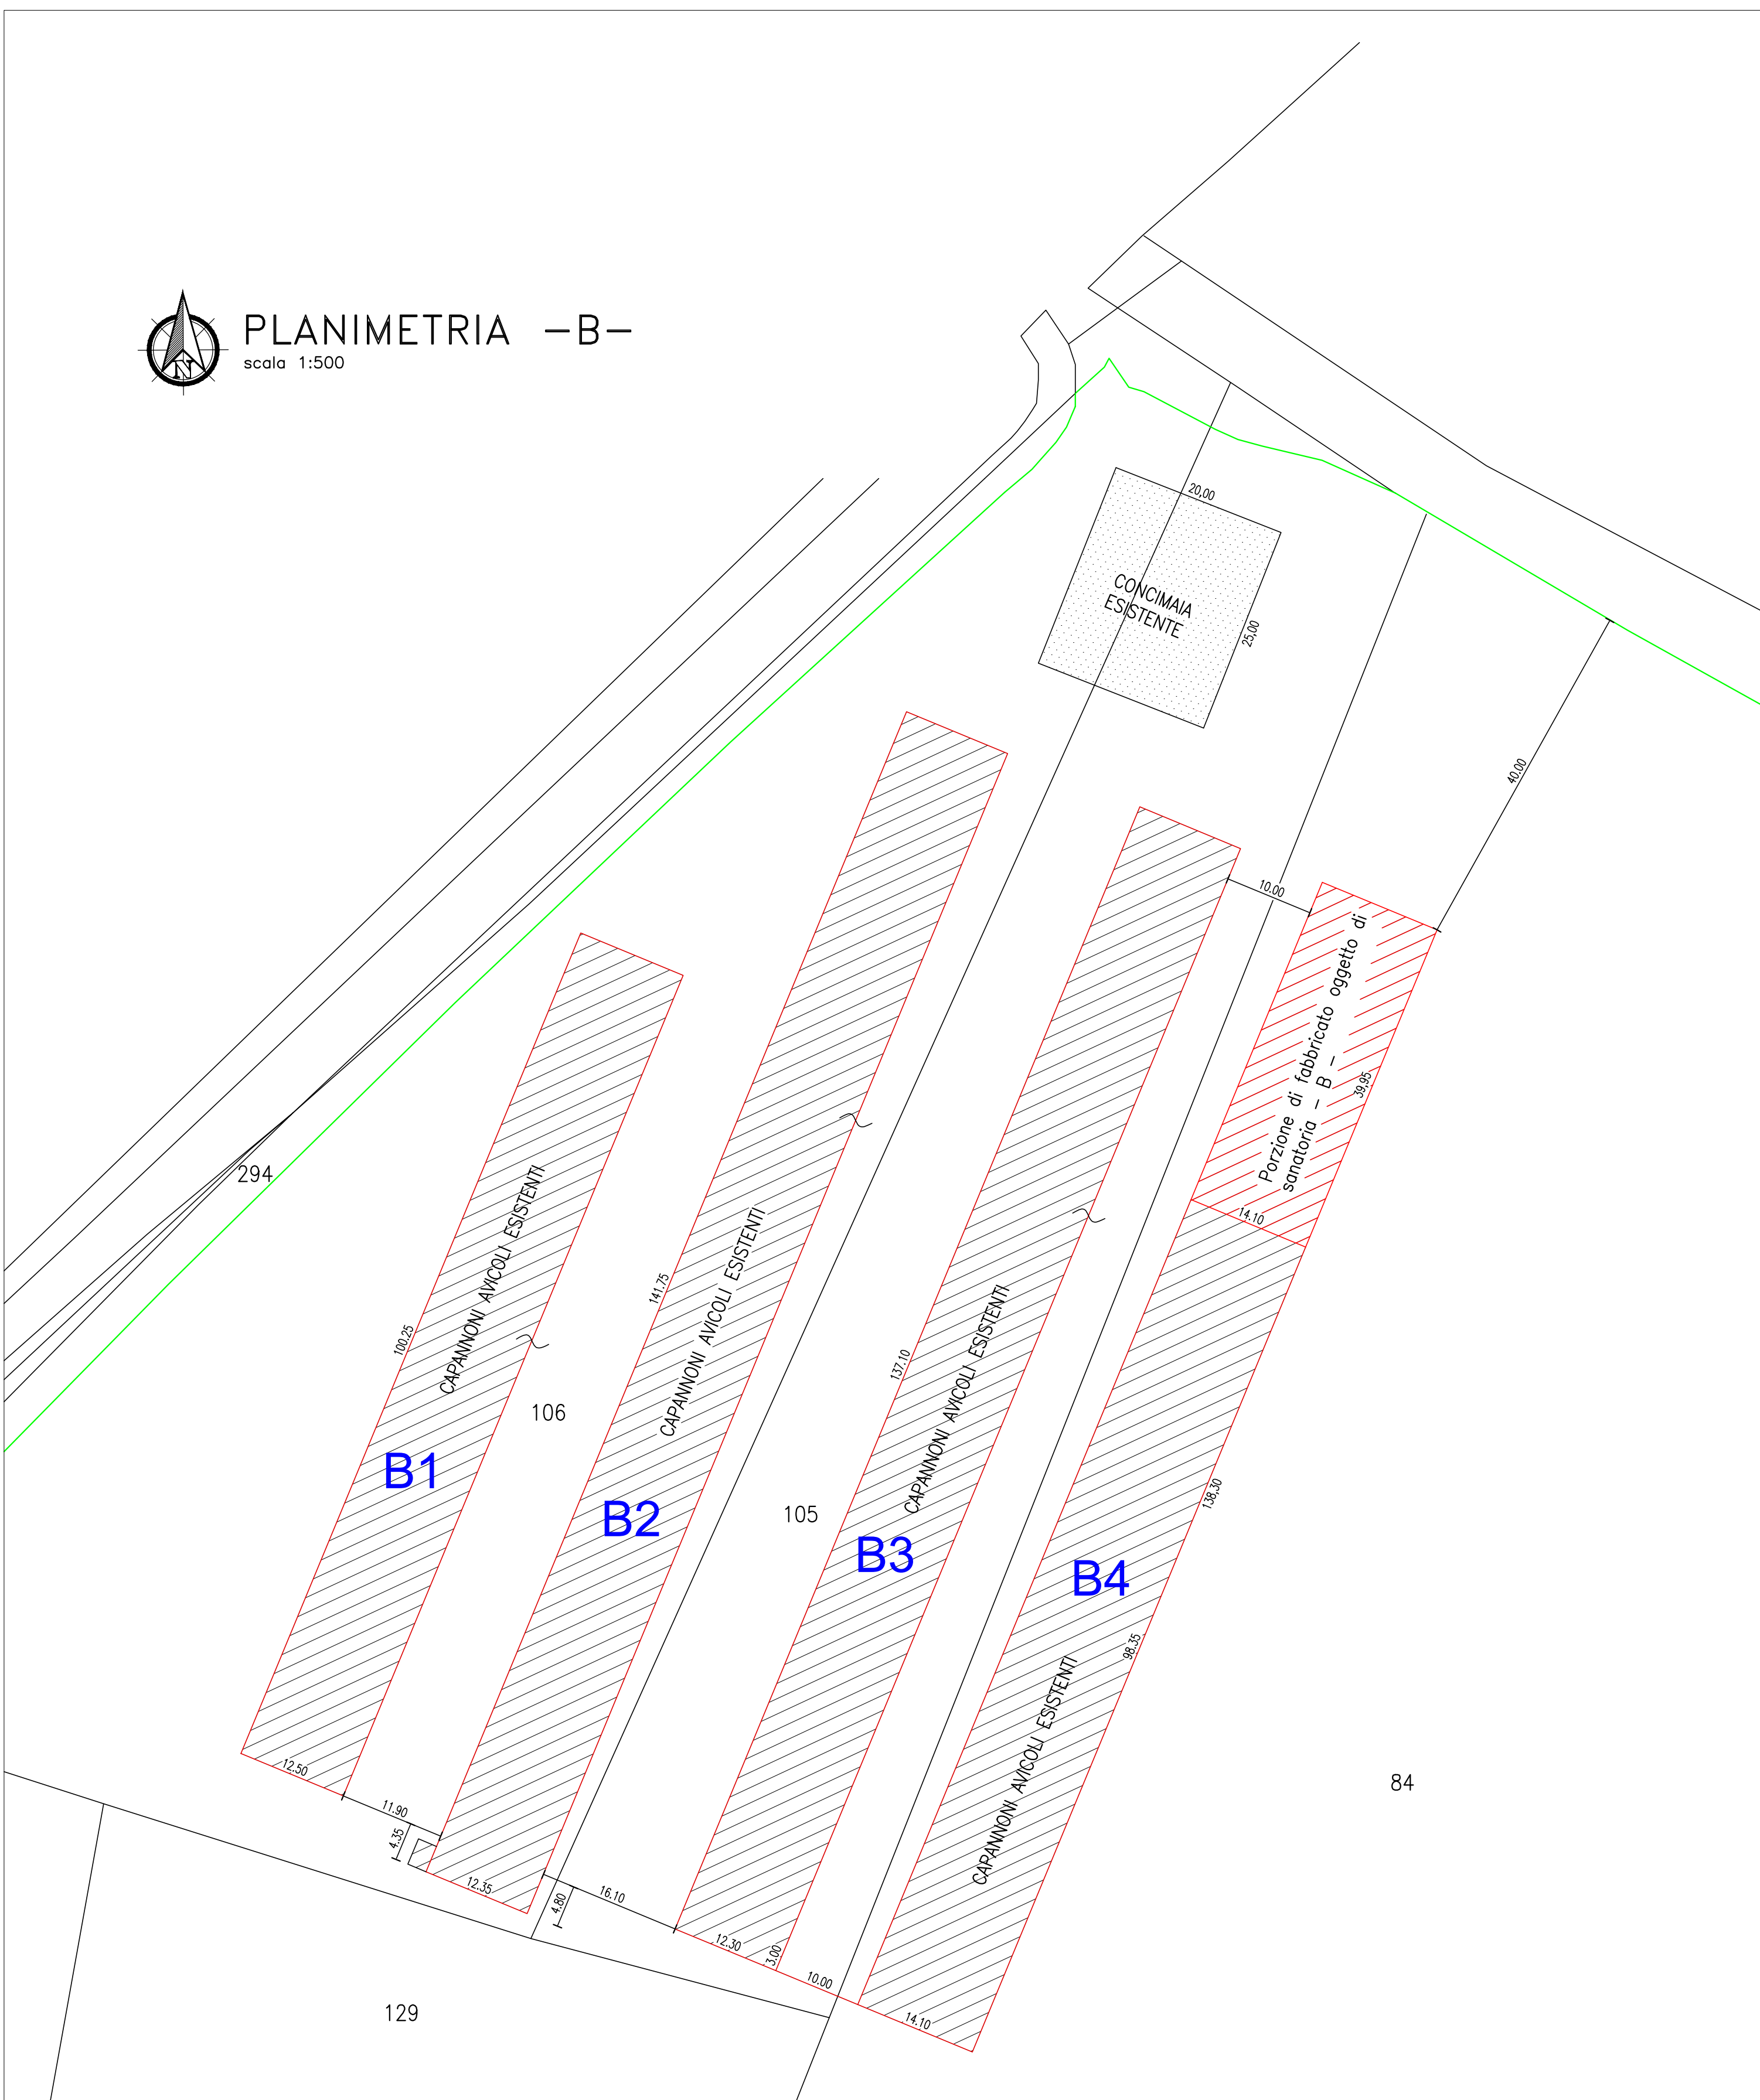 PLANIMETRIA -B-
scala 1:500
N
20,00
CONCIMAIA
ESISTENTE
25,00
40.00
10.00
Porzione di fabbricato oggetto di
sanatoria - B -
39,95
14.10
294
CAPANNONI AVICOLI ESISTENTI
100.25
B1
12.50
106
141.75
CAPANNONI AVICOLI ESISTENTI
B2
12.35
11.90
4.35
105
137.10
CAPANNONI AVICOLI ESISTENTI
B3
12.30
3.00
16.10
4.80
138,30
B4
98.35
CAPANNONI AVICOLI ESISTENTI
10.00
14.10
84
129